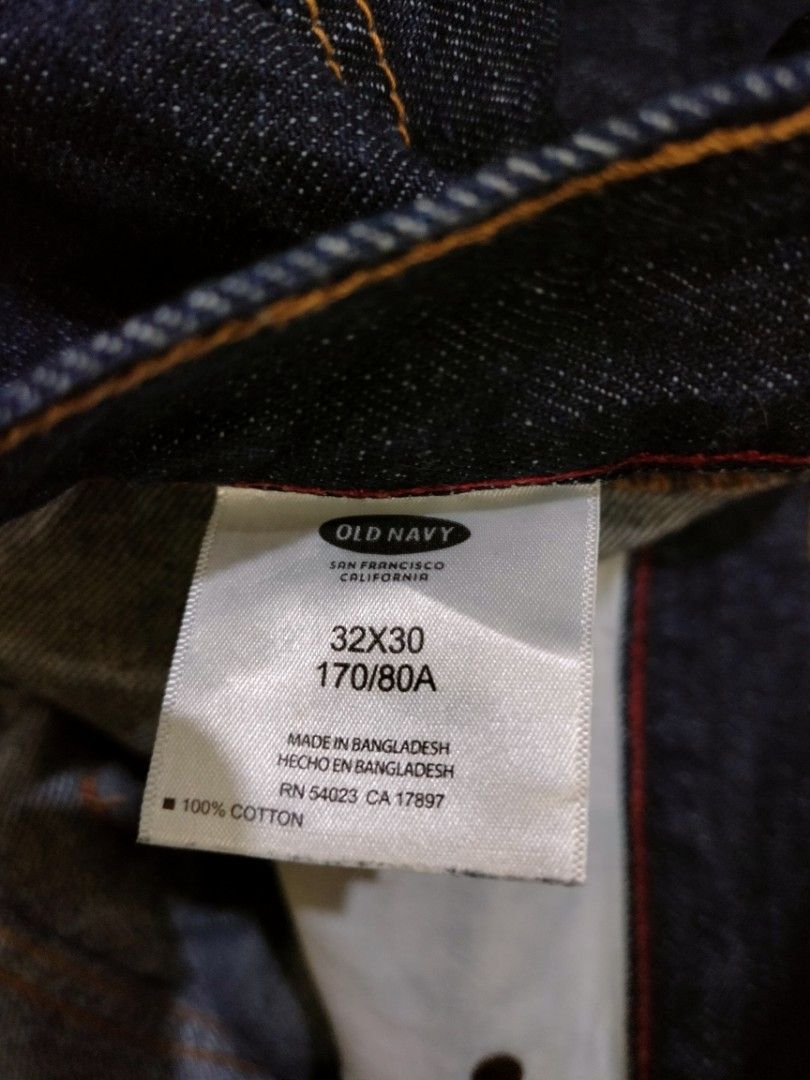 OLD NAVY
SAN FRANCISCO
CALIFORNIA
32X30
170/80A
MADE IN BANGLADESH
HECHO EN BANGLADESH
RN 54023 CA 17897
■ 100% COTTON